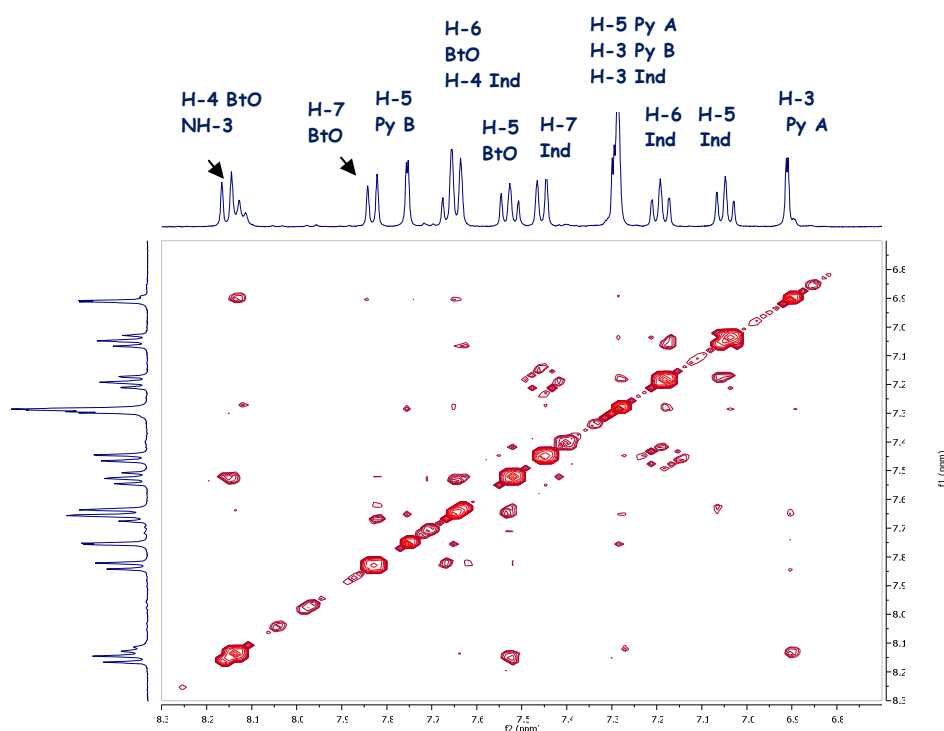 H-6
BtO
H-4 Ind
H-5 Py A
H-3 Py B
H-3 Ind
H-4 BtO
NH-3
H-7
BtO
H-5
Py B
H-5
BtO
H-7
Ind
H-6
Ind
H-5
Ind
H-3
Py A
6.8
6.9
7.0
7.1
7.2
7.3
7.4
7.5
7.6
7.7
7.8
7.9
8.0
8.1
8.2
8.3
f1 (ppm)
8.3 8.2 8.1 8.0 7.9 7.8 7.7 7.6 7.5 7.4 7.3 7.2 7.1 7.0 6.9 6.8
f2 (ppm)